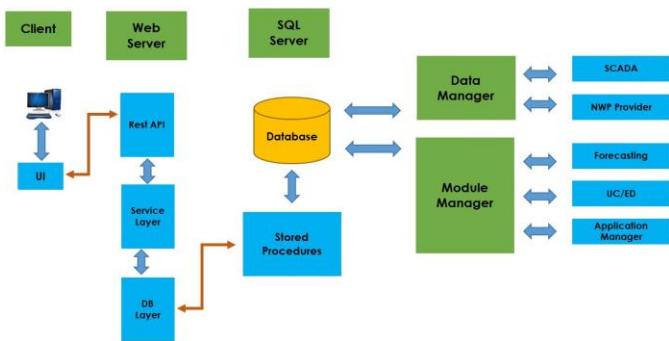 Client
Web
Server
SQL
Server
Data
Manager
SCADA
NWP Provider
Rest API
Database
UI
Module
Manager
Forecasting
UC/ED
Application
Manager
Service
Layer
Stored
Procedures
DB
Layer